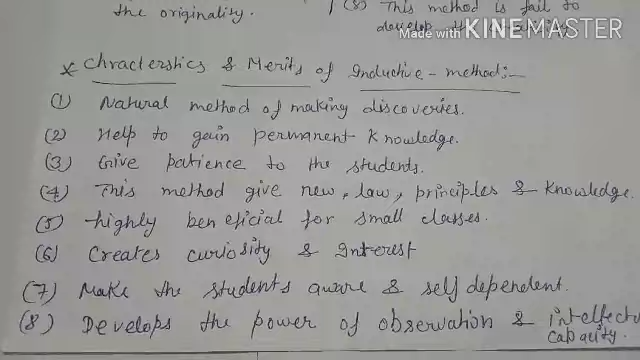 the originality.
(8) This method is fail to
develop the
Made with KINEMASTER
* Chracterstics & Merits of Inductive-method:-
(1) Natural method of making discoveries.
(2) Help to gain permanent knowledge.
(3) Give patience to the students.
(4) This method give new, law, principles & knowledge.
(5) highly beneficial for small classes.
(6) Creates curiosity & Interest
(7) Make the students aware & self dependent.
(8) Develops the power of observation & intellectu
capacity.